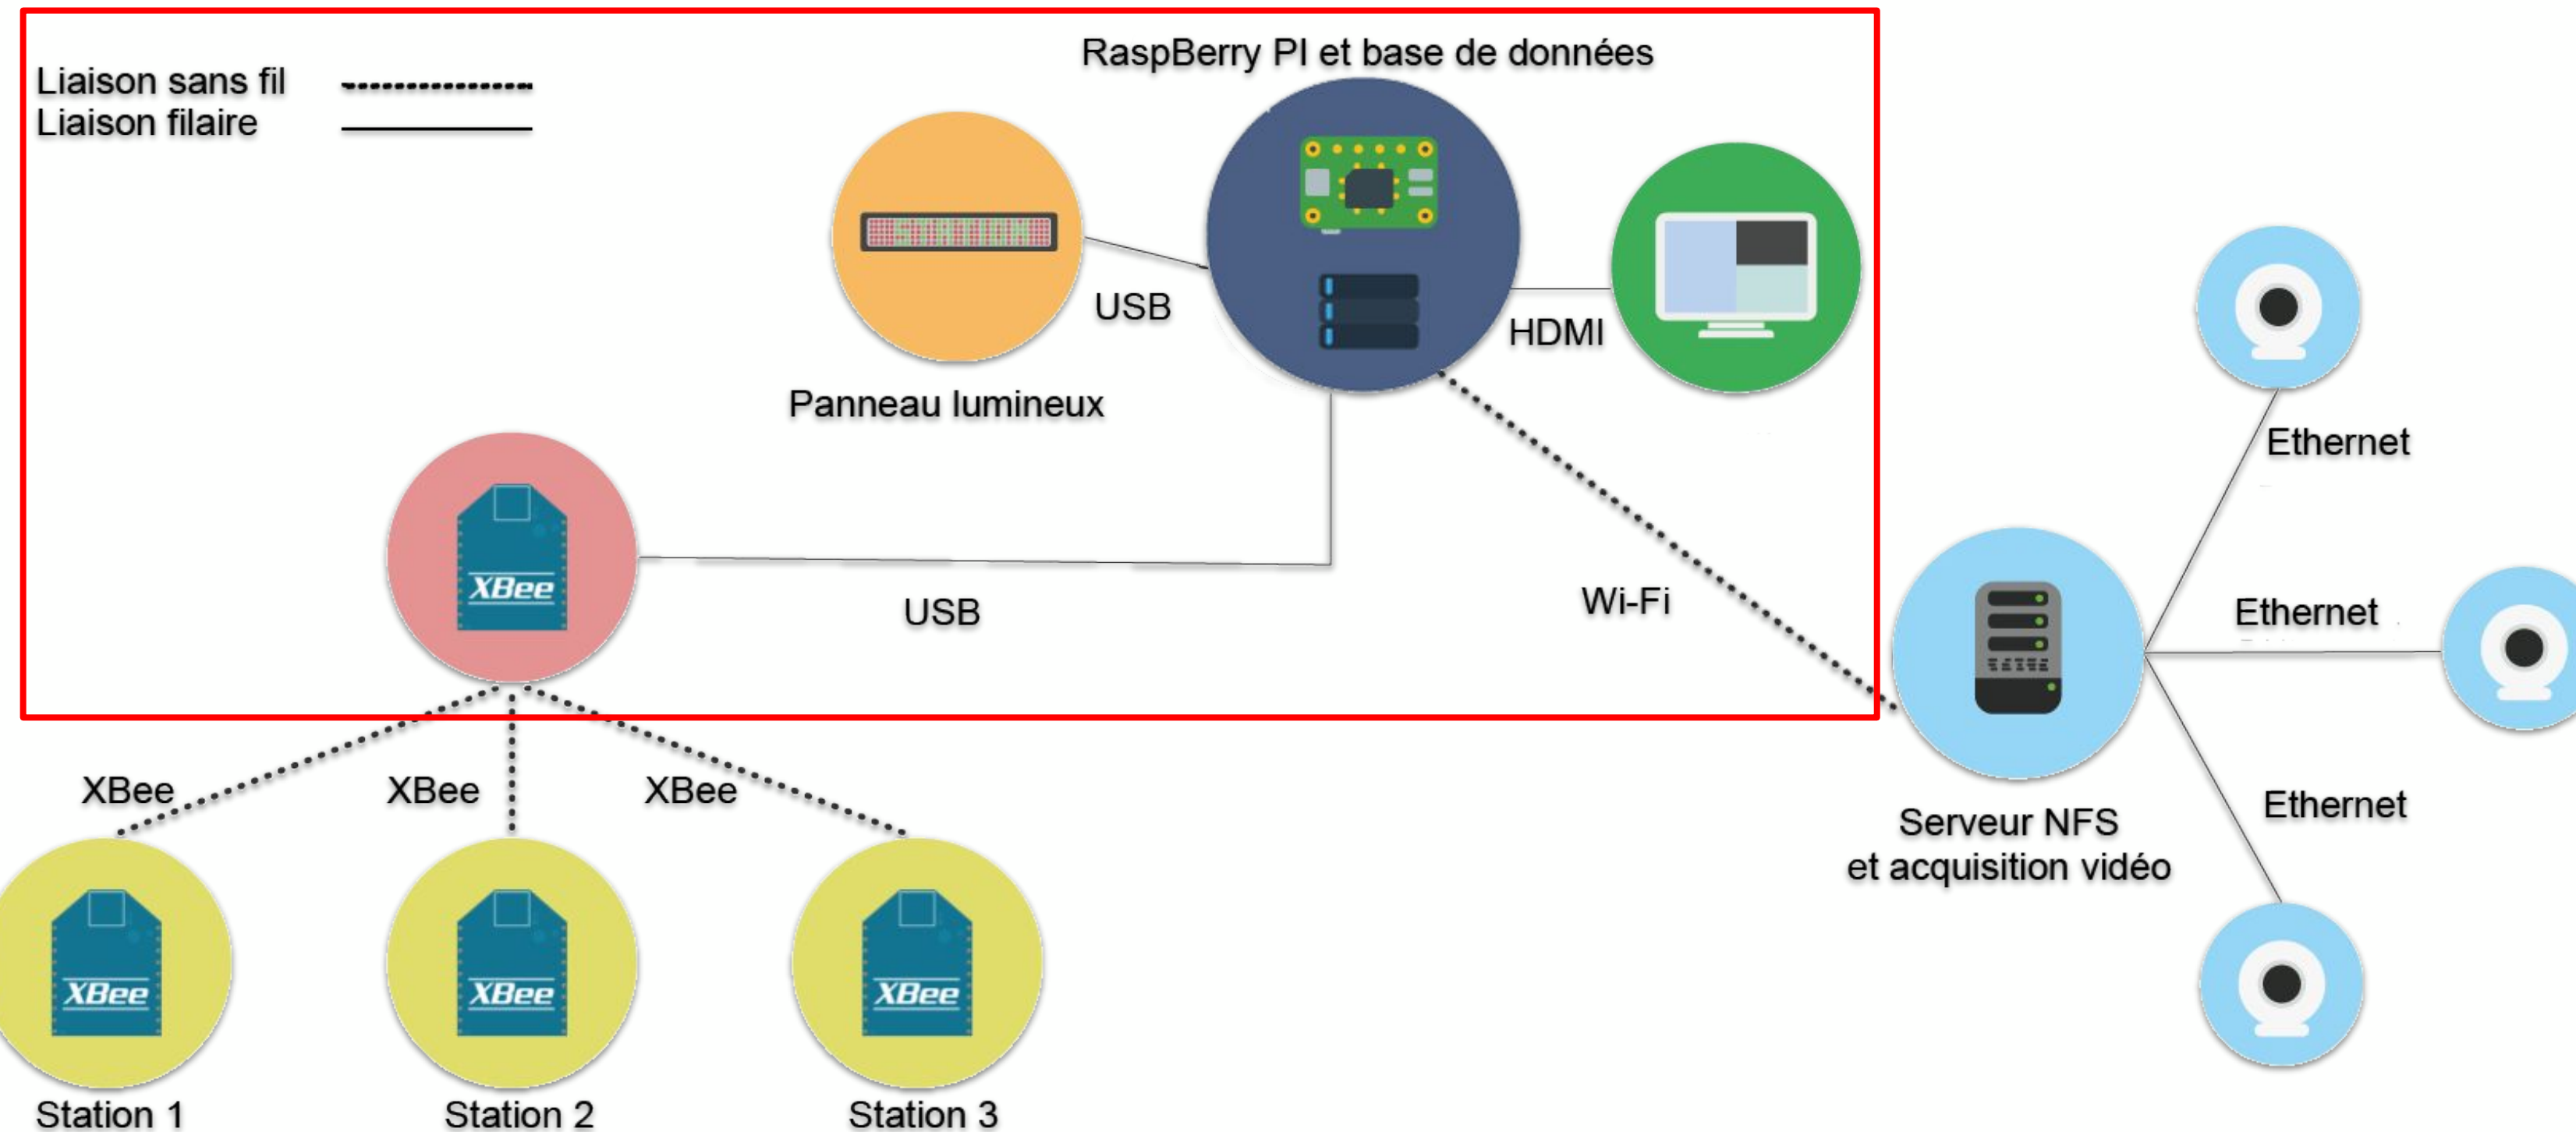 RaspBerry PI et base de données
Liaison sans fil
Liaison filaire
USB
HDMI
Panneau lumineux
Ethernet
XBee
USB
Wi-Fi
Ethernet
XBee
XBee
XBee
Ethernet
Serveur NFS
et acquisition vidéo
XBee
XBee
XBee
Station 1
Station 2
Station 3